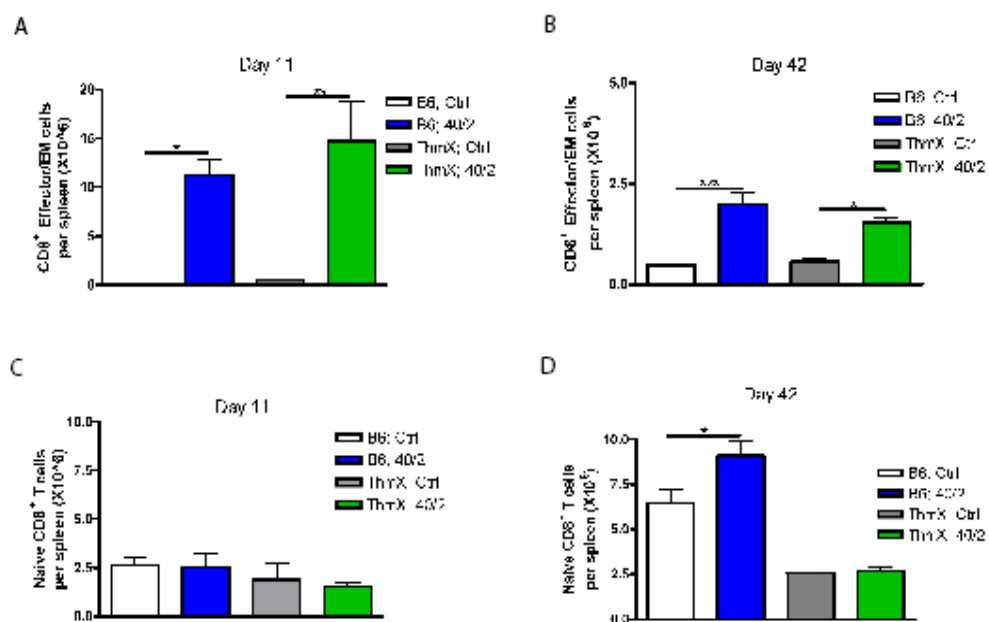 A
Day 11
CD8⁺ Effector/EM cells
per spleen (X10^6)
20
15
10
5
0
*
B6; Ctrl
B6; 40/2
ThmX; Ctrl
ThmX; 40/2
B
Day 42
CD8⁺ Effector/EM cells
per spleen (X10^6)
5.0
2.5
0.0
B6; Ctrl
B6; 40/2
ThmX; Ctrl
ThmX; 40/2
C
Day 11
Naive CD8⁺ T cells
per spleen (X10^6)
10.0
7.5
5.0
2.5
0.0
B6; Ctrl
B6; 40/2
ThmX; Ctrl
ThmX; 40/2
D
Day 42
Naive CD8⁺ T cells
per spleen (X10⁶)
10.0
7.5
5.0
2.5
0.0
*
B6; Ctrl
B6; 40/2
ThmX; Ctrl
ThmX; 40/2